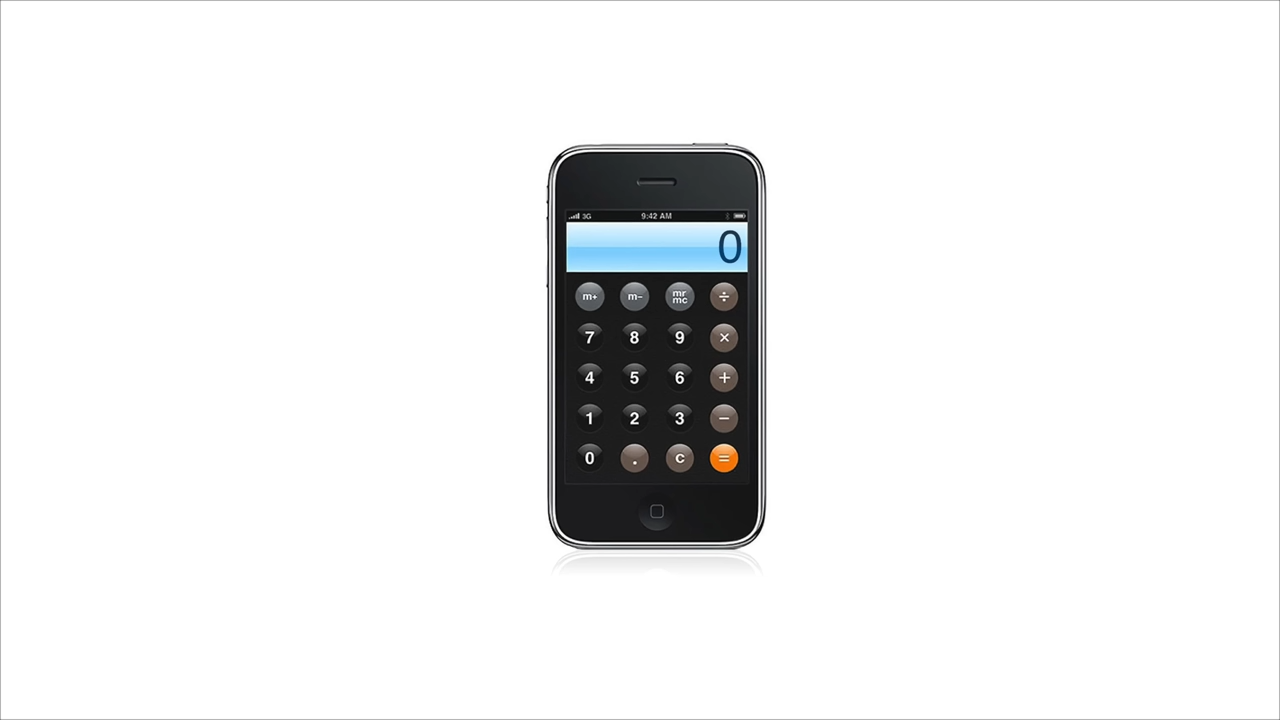 3G 9:42 AM
0
m+ m− mr mc ÷
7 8 9 ×
4 5 6 +
1 2 3 −
0 . c =